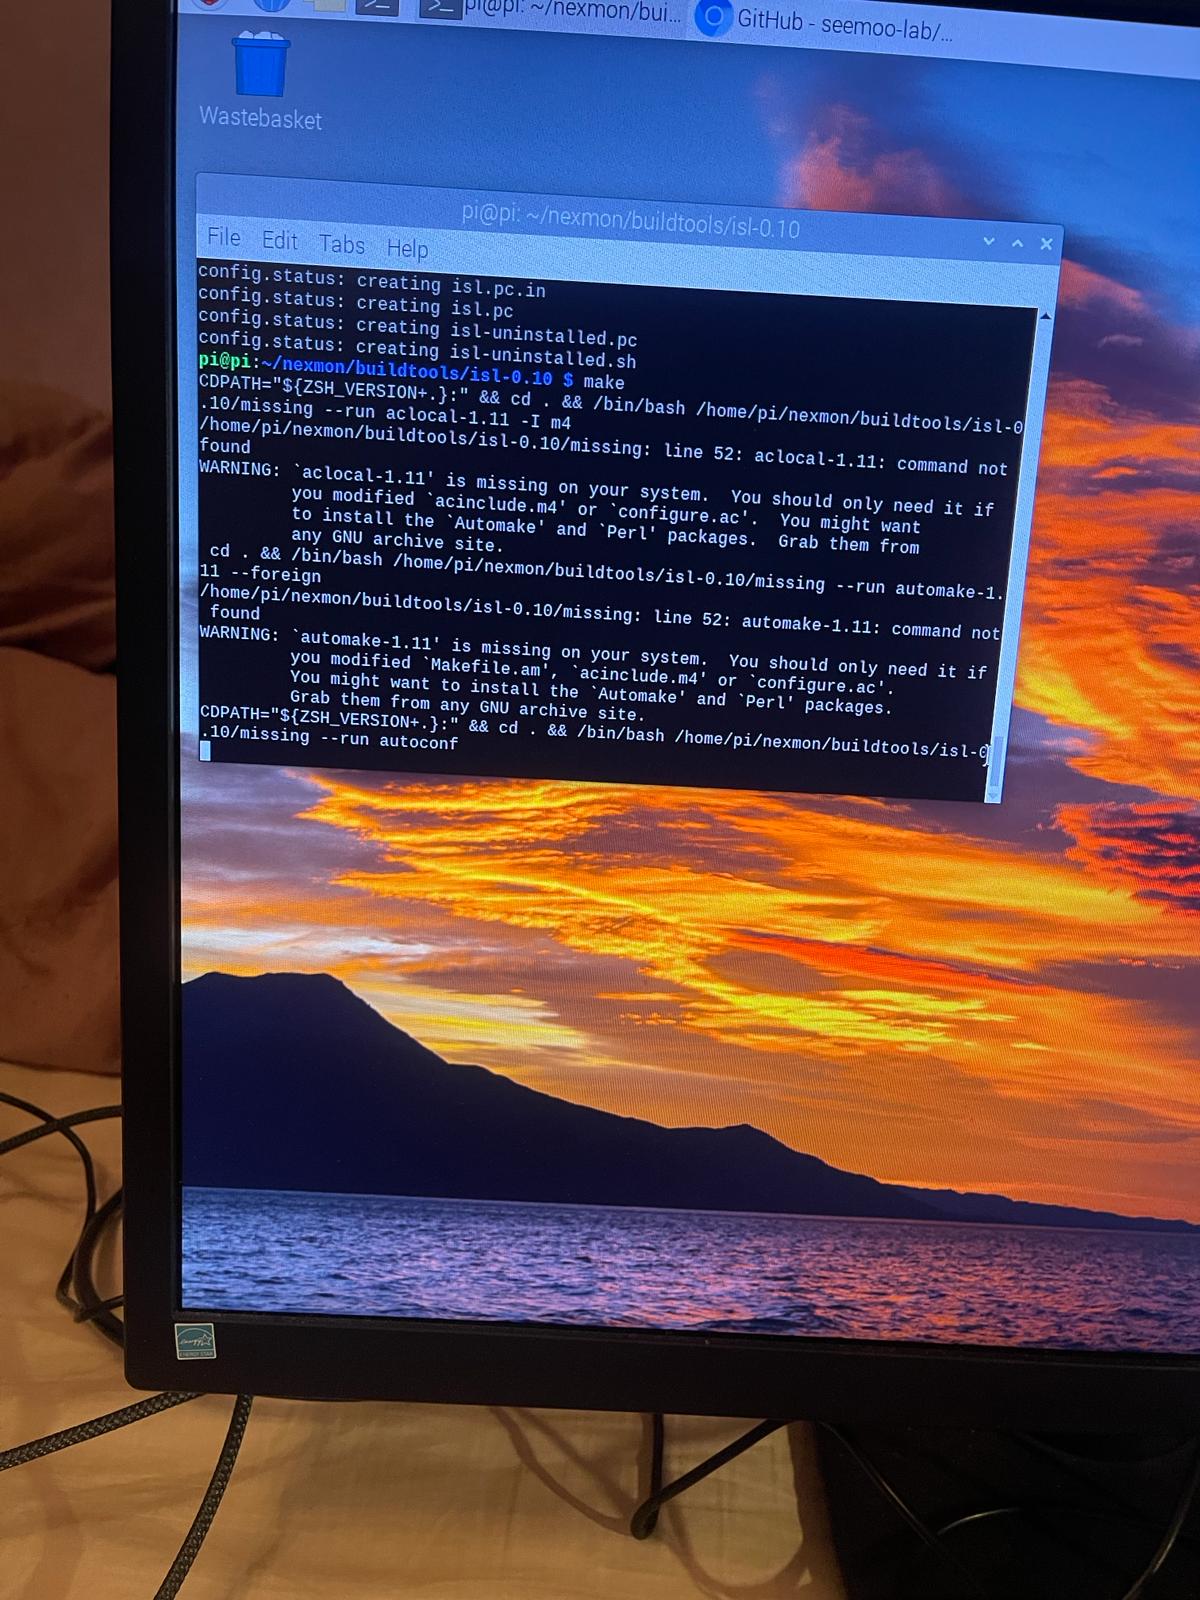 pi@pi: ~/nexmon/bui...
GitHub - seemoo-lab/...
Wastebasket
pi@pi: ~/nexmon/buildtools/isl-0.10
File Edit Tabs Help
config.status: creating isl.pc.in
config.status: creating isl.pc
config.status: creating isl-uninstalled.pc
config.status: creating isl-uninstalled.sh
pi@pi:~/nexmon/buildtools/isl-0.10 $ make
CDPATH="${ZSH_VERSION+.}:" && cd . && /bin/bash /home/pi/nexmon/buildtools/isl-0
.10/missing --run aclocal-1.11 -I m4
/home/pi/nexmon/buildtools/isl-0.10/missing: line 52: aclocal-1.11: command not
found
WARNING: `aclocal-1.11' is missing on your system.  You should only need it if
         you modified `acinclude.m4' or `configure.ac'.  You might want
         to install the `Automake' and `Perl' packages.  Grab them from
         any GNU archive site.
 cd . && /bin/bash /home/pi/nexmon/buildtools/isl-0.10/missing --run automake-1.
11 --foreign
/home/pi/nexmon/buildtools/isl-0.10/missing: line 52: automake-1.11: command not
 found
WARNING: `automake-1.11' is missing on your system.  You should only need it if
         you modified `Makefile.am', `acinclude.m4' or `configure.ac'.
         You might want to install the `Automake' and `Perl' packages.
         Grab them from any GNU archive site.
CDPATH="${ZSH_VERSION+.}:" && cd . && /bin/bash /home/pi/nexmon/buildtools/isl-0
.10/missing --run autoconf
ENERGY STAR